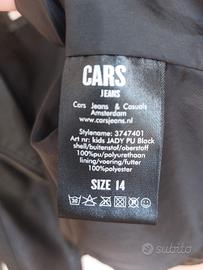 CARS
JEANS
Cars Jeans & Casuals
Amsterdam
www.carsjeans.com
Stylename: 3747401
Art nr: kids JADY PU Black
shell/buitenstof/oberstoff
100%pu/polyurethaan
lining/voering/futter
100%polyester
SIZE 14
subito